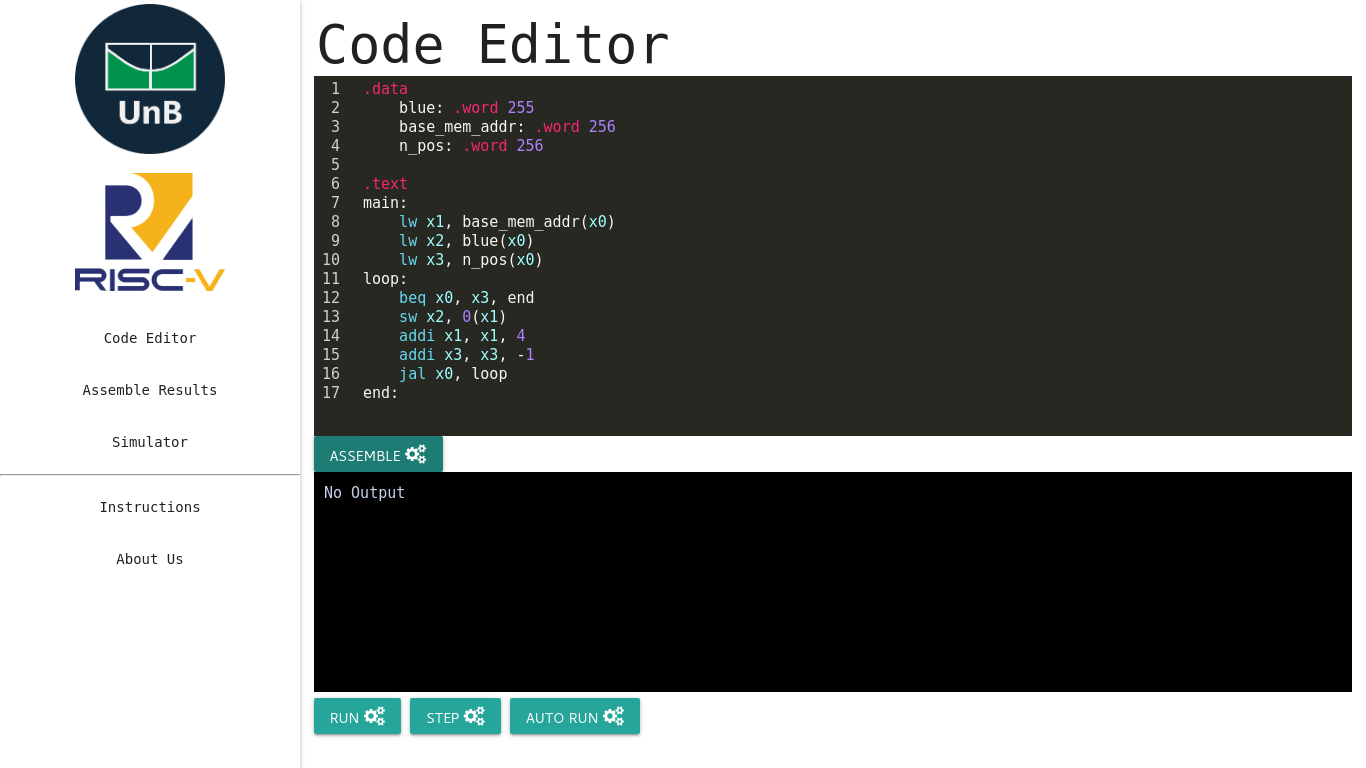 UnB
RISC-V
Code Editor
Assemble Results
Simulator
Instructions
About Us
Code Editor
1 .data
2     blue: .word 255
3     base_mem_addr: .word 256
4     n_pos: .word 256
5
6 .text
7 main:
8     lw x1, base_mem_addr(x0)
9     lw x2, blue(x0)
10     lw x3, n_pos(x0)
11 loop:
12     beq x0, x3, end
13     sw x2, 0(x1)
14     addi x1, x1, 4
15     addi x3, x3, -1
16     jal x0, loop
17 end:
ASSEMBLE
No Output
RUN STEP AUTO RUN